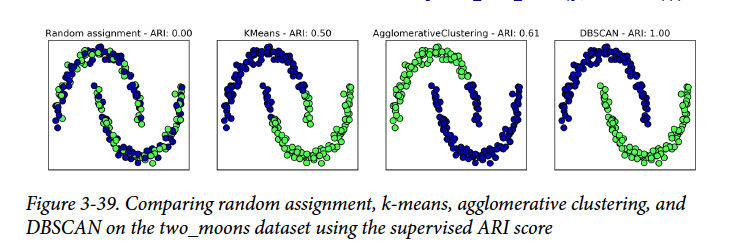 Random assignment - ARI: 0.00
KMeans - ARI: 0.50
AgglomerativeClustering - ARI: 0.61
DBSCAN - ARI: 1.00
Figure 3-39. Comparing random assignment, k-means, agglomerative clustering, and
DBSCAN on the two_moons dataset using the supervised ARI score